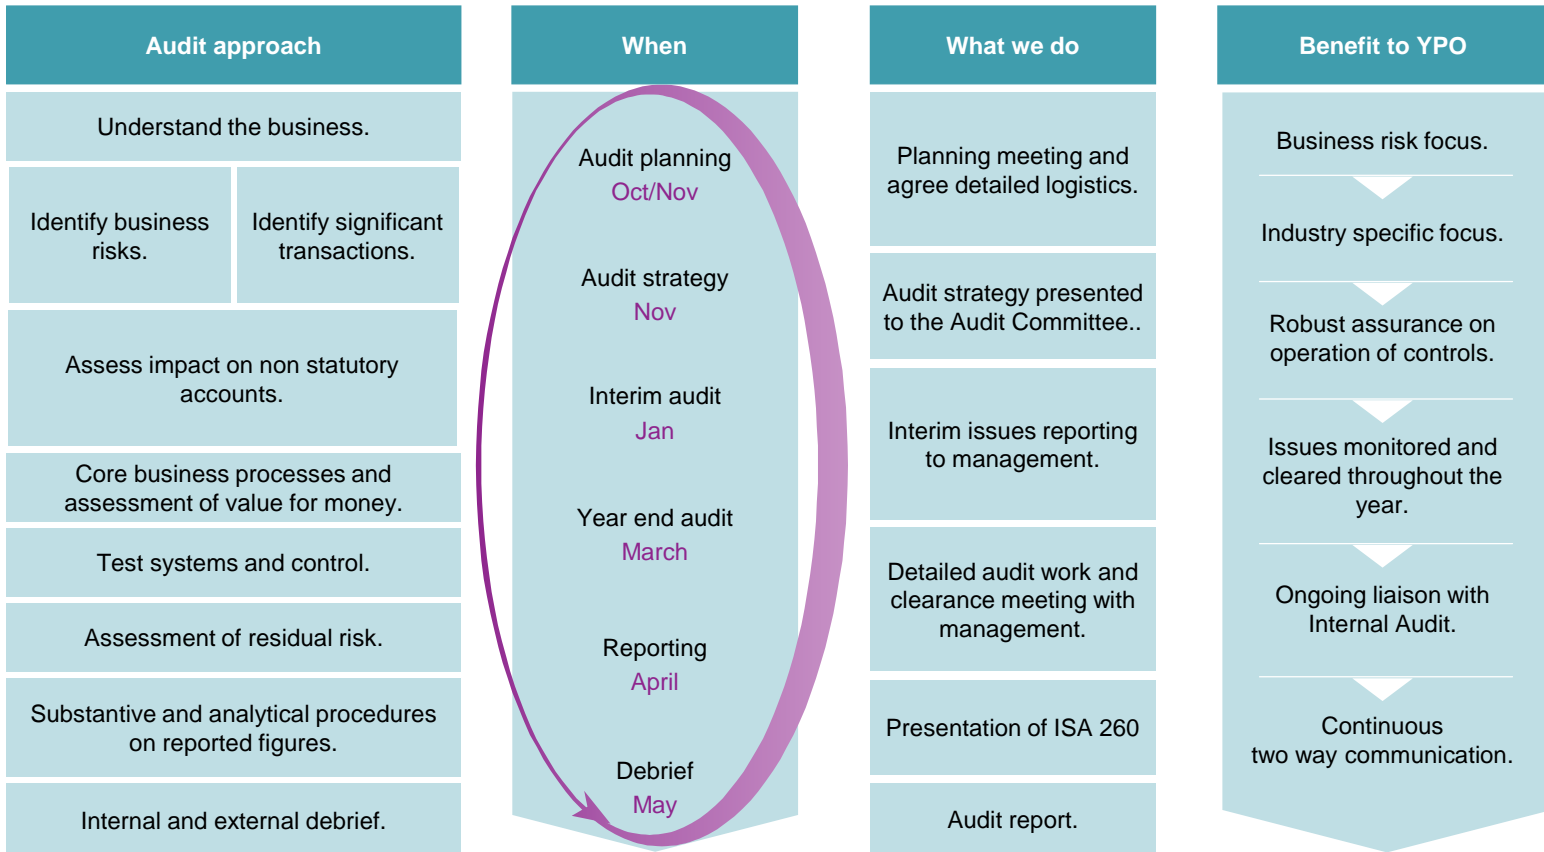 Audit approach
Understand the business.
Identify business
risks.
Identify significant
transactions.
Assess impact on non statutory
accounts.
Core business processes and
assessment of value for money.
Test systems and control.
Assessment of residual risk.
Substantive and analytical procedures
on reported figures.
Internal and external debrief.
When
Audit planning
Oct/Nov
Audit strategy
Nov
Interim audit
Jan
Year end audit
March
Reporting
April
Debrief
May
What we do
Planning meeting and
agree detailed logistics.
Audit strategy presented
to the Audit Committee..
Interim issues reporting
to management.
Detailed audit work and
clearance meeting with
management.
Presentation of ISA 260
Audit report.
Benefit to YPO
Business risk focus.
Industry specific focus.
Robust assurance on
operation of controls.
Issues monitored and
cleared throughout the
year.
Ongoing liaison with
Internal Audit.
Continuous
two way communication.